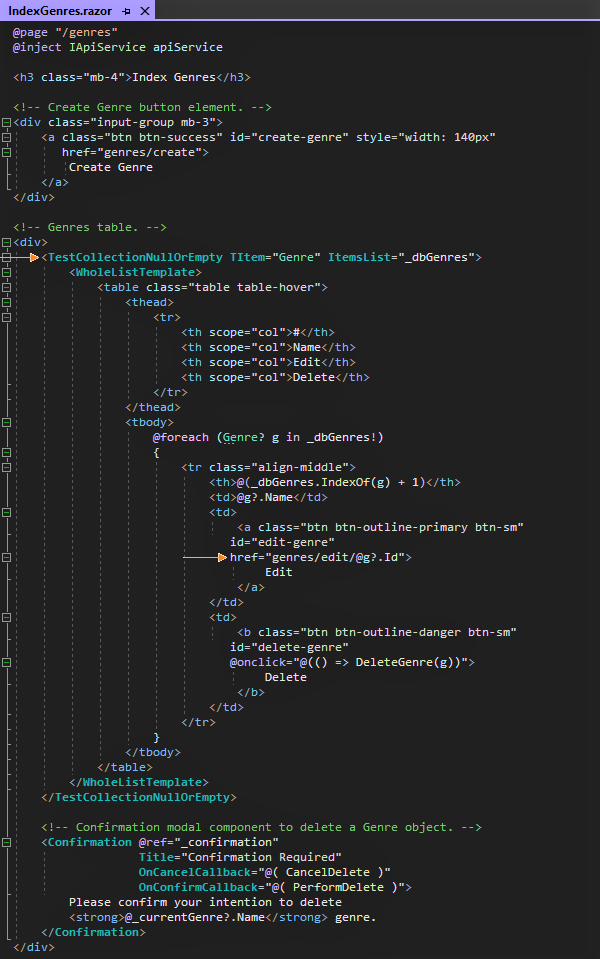 IndexGenres.razor
@page "/genres"
@inject IApiService apiService
<h3 class="mb-4">Index Genres</h3>
<!-- Create Genre button element. -->
<div class="input-group mb-3">
<a class="btn btn-success" id="create-genre" style="width: 140px"
href="genres/create">
Create Genre
</a>
</div>
<!-- Genres table. -->
<div>
<TestCollectionNullOrEmpty TItem="Genre" ItemsList="_dbGenres">
<WholeListTemplate>
<table class="table table-hover">
<thead>
<tr>
<th scope="col">#</th>
<th scope="col">Name</th>
<th scope="col">Edit</th>
<th scope="col">Delete</th>
</tr>
</thead>
<tbody>
@foreach (Genre? g in _dbGenres!)
{
<tr class="align-middle">
<th>@(_dbGenres.IndexOf(g) + 1)</th>
<td>@g?.Name</td>
<td>
<a class="btn btn-outline-primary btn-sm"
id="edit-genre"
href="genres/edit/@g?.Id">
Edit
</a>
</td>
<td>
<b class="btn btn-outline-danger btn-sm"
id="delete-genre"
@onclick="@(() => DeleteGenre(g))">
Delete
</b>
</td>
</tr>
}
</tbody>
</table>
</WholeListTemplate>
</TestCollectionNullOrEmpty>
<!-- Confirmation modal component to delete a Genre object. -->
<Confirmation @ref="_confirmation"
Title="Confirmation Required"
OnCancelCallback="@( CancelDelete )"
OnConfirmCallback="@( PerformDelete )">
Please confirm your intention to delete
<strong>@_currentGenre?.Name</strong> genre.
</Confirmation>
</div>